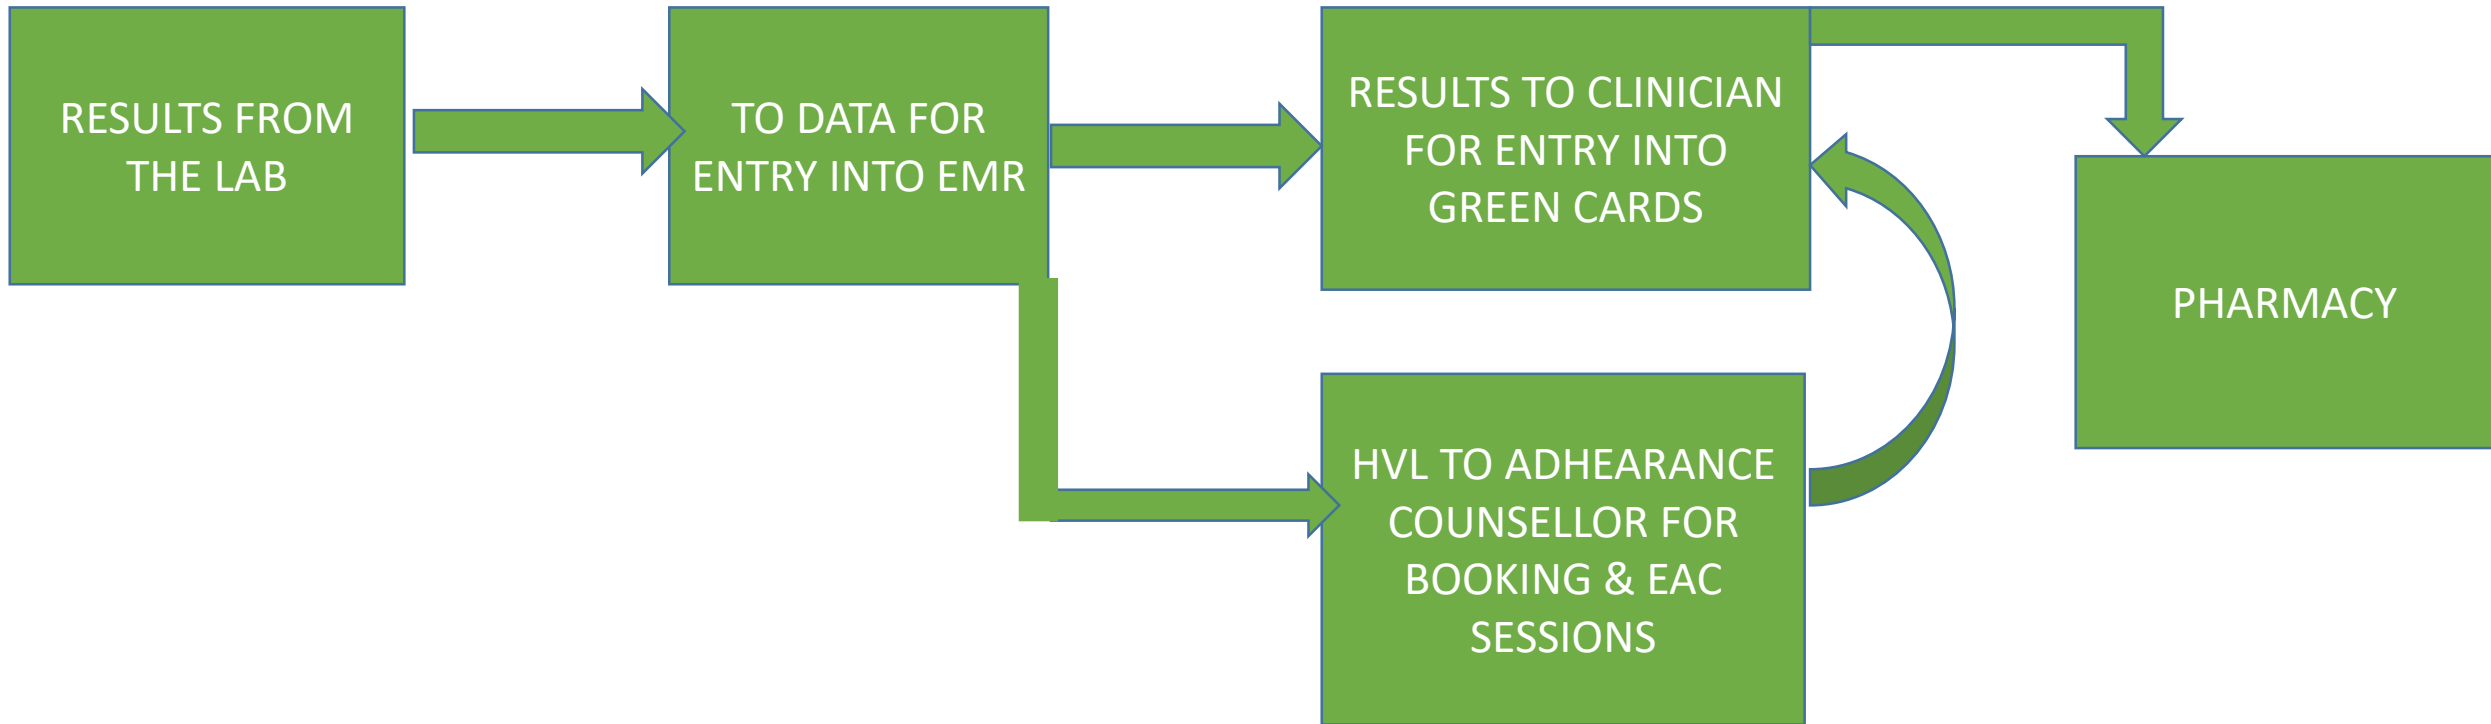 RESULTS FROM
THE LAB
TO DATA FOR
ENTRY INTO EMR
RESULTS TO CLINICIAN
FOR ENTRY INTO
GREEN CARDS
PHARMACY
HVL TO ADHEARANCE
COUNSELLOR FOR
BOOKING & EAC
SESSIONS